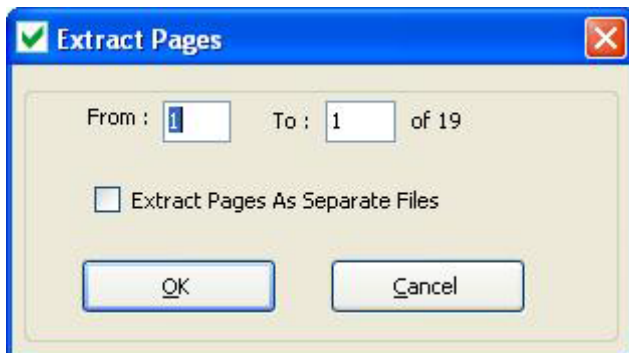 Extract Pages
From : 1 To : 1 of 19
Extract Pages As Separate Files
OK Cancel